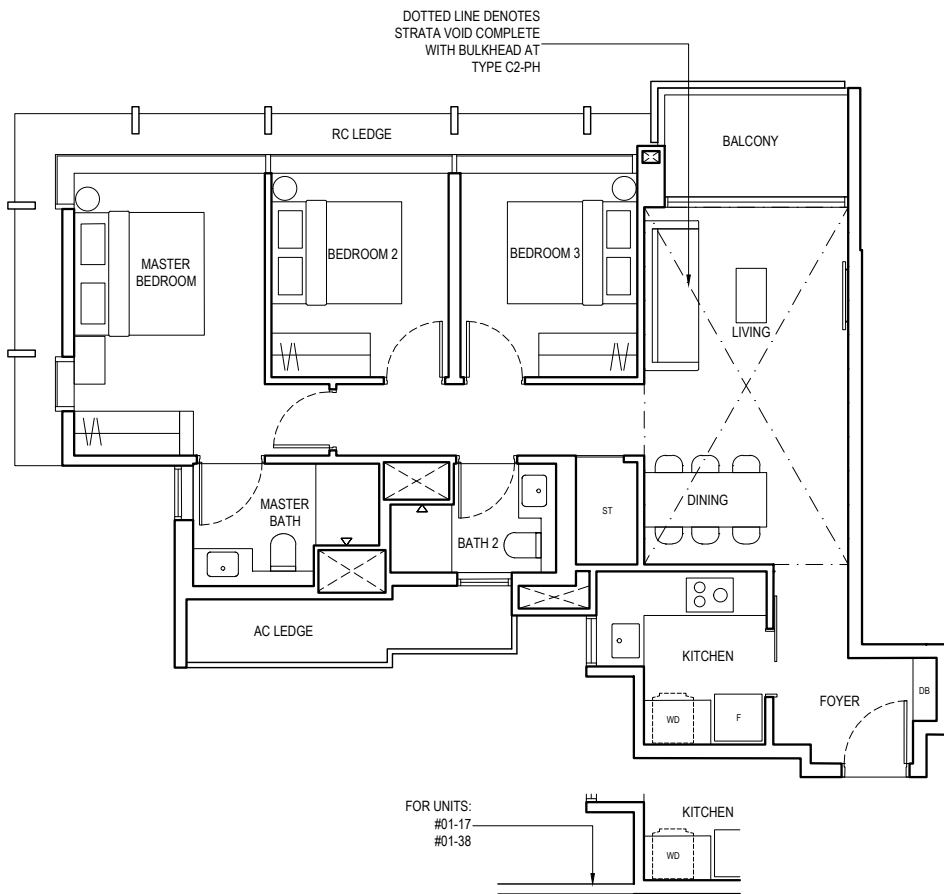 DOTTED LINE DENOTES
STRATA VOID COMPLETE
WITH BULKHEAD AT
TYPE C2-PH
RC LEDGE
BALCONY
MASTER
BEDROOM
BEDROOM 2
BEDROOM 3
LIVING
MASTER
BATH
BATH 2
ST
DINING
AC LEDGE
KITCHEN
WD
F
FOYER
DB
FOR UNITS:
#01-17
#01-38
KITCHEN
WD